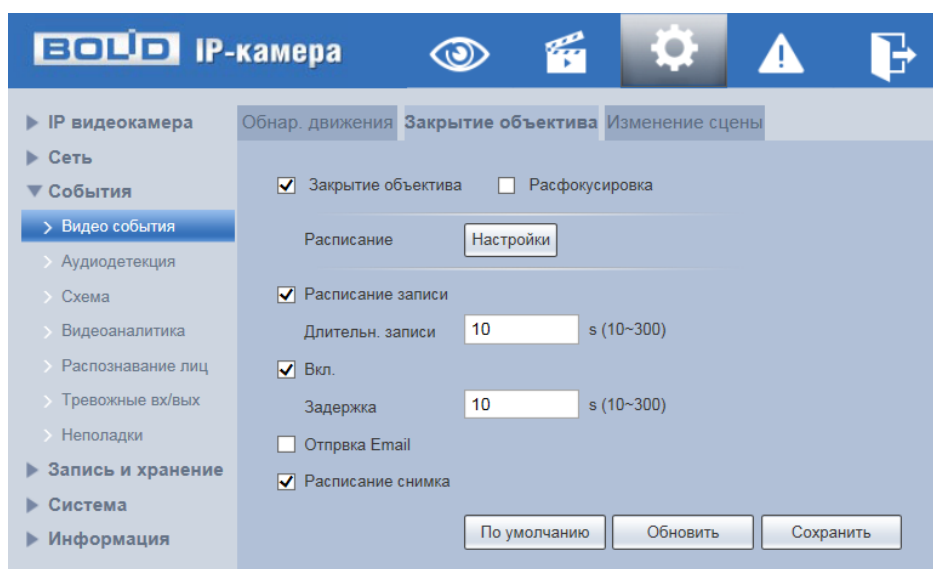 BOLID IP-камера
IP видеокамера
Сеть
События
Видео события
Аудиодетекция
Схема
Видеоаналитика
Распознавание лиц
Тревожные вх/вых
Неполадки
Запись и хранение
Система
Информация
Обнар. движения Закрытие объектива Изменение сцены
Закрытие объектива Расфокусировка
Расписание Настройки
Расписание записи
Длительн. записи 10 s (10~300)
Вкл.
Задержка 10 s (10~300)
Отпрвка Email
Расписание снимка
По умолчанию Обновить Сохранить